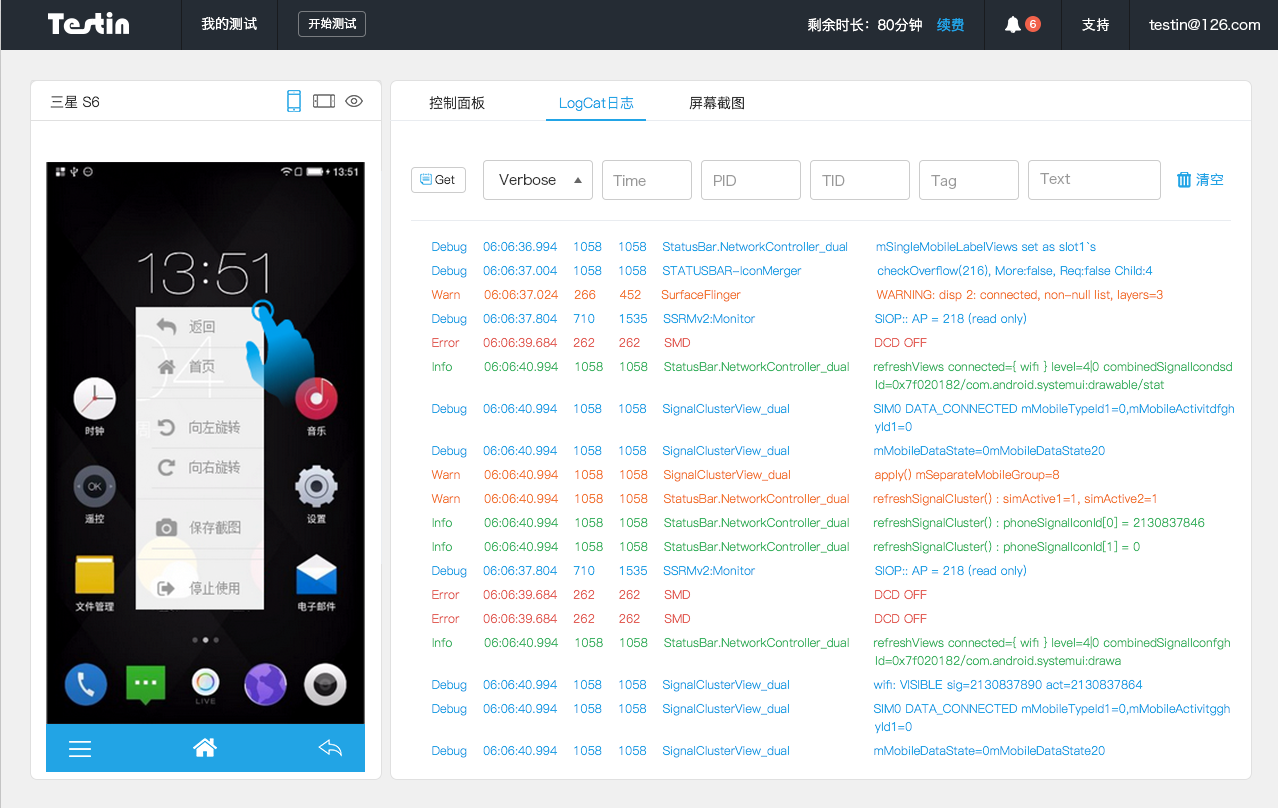 Testin 我的测试 开始测试 剩余时长：80分钟 续费 6 支持 testin@126.com
三星 S6
13:51
13:51
返回
首页
向左旋转
向右旋转
保存截图
停止使用
时钟 音乐
OK
遥控 设置
文件管理 电子邮件
LIVE
控制面板 LogCat日志 屏幕截图
Get Verbose Time PID TID Tag Text 清空
Debug 06:06:36.994 1058 1058 StatusBar.NetworkController_dual mSingleMobileLabelViews set as slot1`s
Debug 06:06:37.004 1058 1058 STATUSBAR-IconMerger checkOverflow(216), More:false, Req:false Child:4
Warn 06:06:37.024 266 452 SurfaceFlinger WARNING: disp 2: connected, non-null list, layers=3
Debug 06:06:37.804 710 1535 SSRMv2:Monitor SIOP:: AP = 218 (read only)
Error 06:06:39.684 262 262 SMD DCD OFF
Info 06:06:40.994 1058 1058 StatusBar.NetworkController_dual refreshViews connected={ wifi } level=4|0 combinedSignalIcondsd
Id=0x7f020182/com.android.systemui:drawable/stat
Debug 06:06:40.994 1058 1058 SignalClusterView_dual SIM0 DATA_CONNECTED mMobileTypeId1=0,mMobileActivitdfgh
yId1=0
Debug 06:06:40.994 1058 1058 SignalClusterView_dual mMobileDataState=0mMobileDataState20
Warn 06:06:40.994 1058 1058 SignalClusterView_dual apply() mSeparateMobileGroup=8
Warn 06:06:40.994 1058 1058 StatusBar.NetworkController_dual refreshSignalCluster() : simActive1=1, simActive2=1
Info 06:06:40.994 1058 1058 StatusBar.NetworkController_dual refreshSignalCluster() : phoneSignalIconId[0] = 2130837846
Info 06:06:40.994 1058 1058 StatusBar.NetworkController_dual refreshSignalCluster() : phoneSignalIconId[1] = 0
Debug 06:06:37.804 710 1535 SSRMv2:Monitor SIOP:: AP = 218 (read only)
Error 06:06:39.684 262 262 SMD DCD OFF
Error 06:06:39.684 262 262 SMD DCD OFF
Info 06:06:40.994 1058 1058 StatusBar.NetworkController_dual refreshViews connected={ wifi } level=4|0 combinedSignalIconfgh
Id=0x7f020182/com.android.systemui:drawa
Debug 06:06:40.994 1058 1058 SignalClusterView_dual wifi: VISIBLE sig=2130837890 act=2130837864
Debug 06:06:40.994 1058 1058 SignalClusterView_dual SIM0 DATA_CONNECTED mMobileTypeId1=0,mMobileActivitggh
yId1=0
Debug 06:06:40.994 1058 1058 SignalClusterView_dual mMobileDataState=0mMobileDataState20